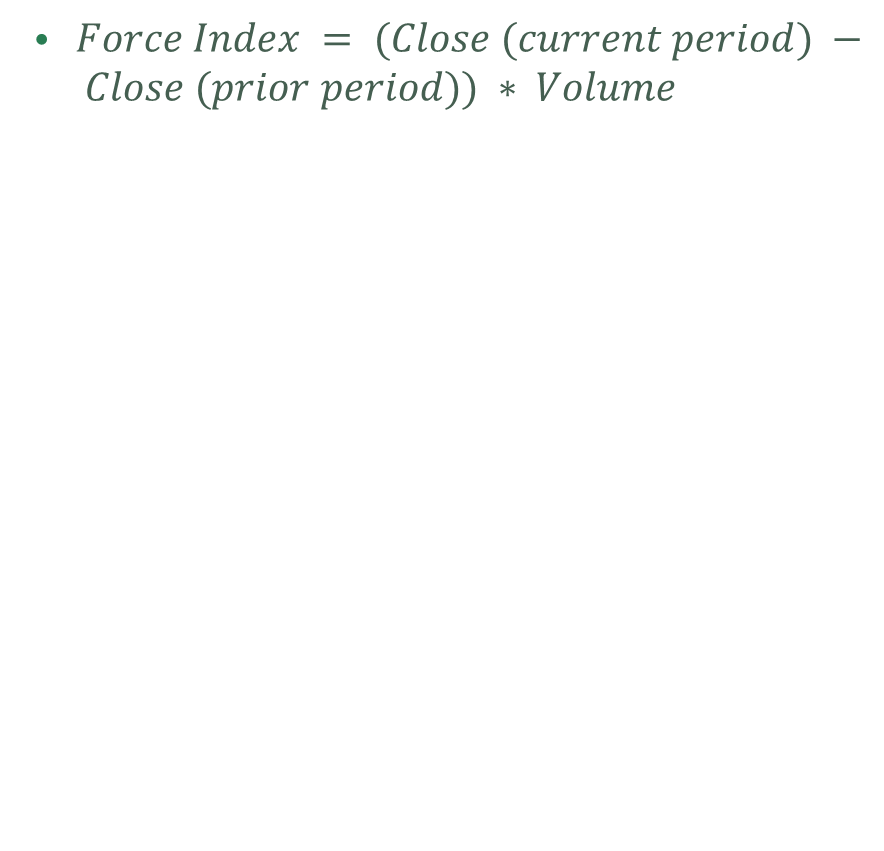 • Force Index = (Close (current period) −
Close (prior period)) ∗ Volume